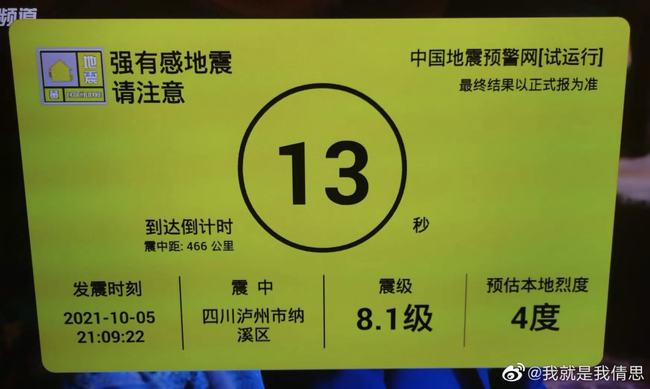 频道
地震
强有感地震
请注意
中国地震预警网[试运行]
最终结果以正式报为准
13
秒
到达倒计时
震中距: 466 公里
发震时刻
2021-10-05
21:09:22
震中
四川泸州市纳
溪区
震级
8.1级
预估本地烈度
4度
@我就是我倩思